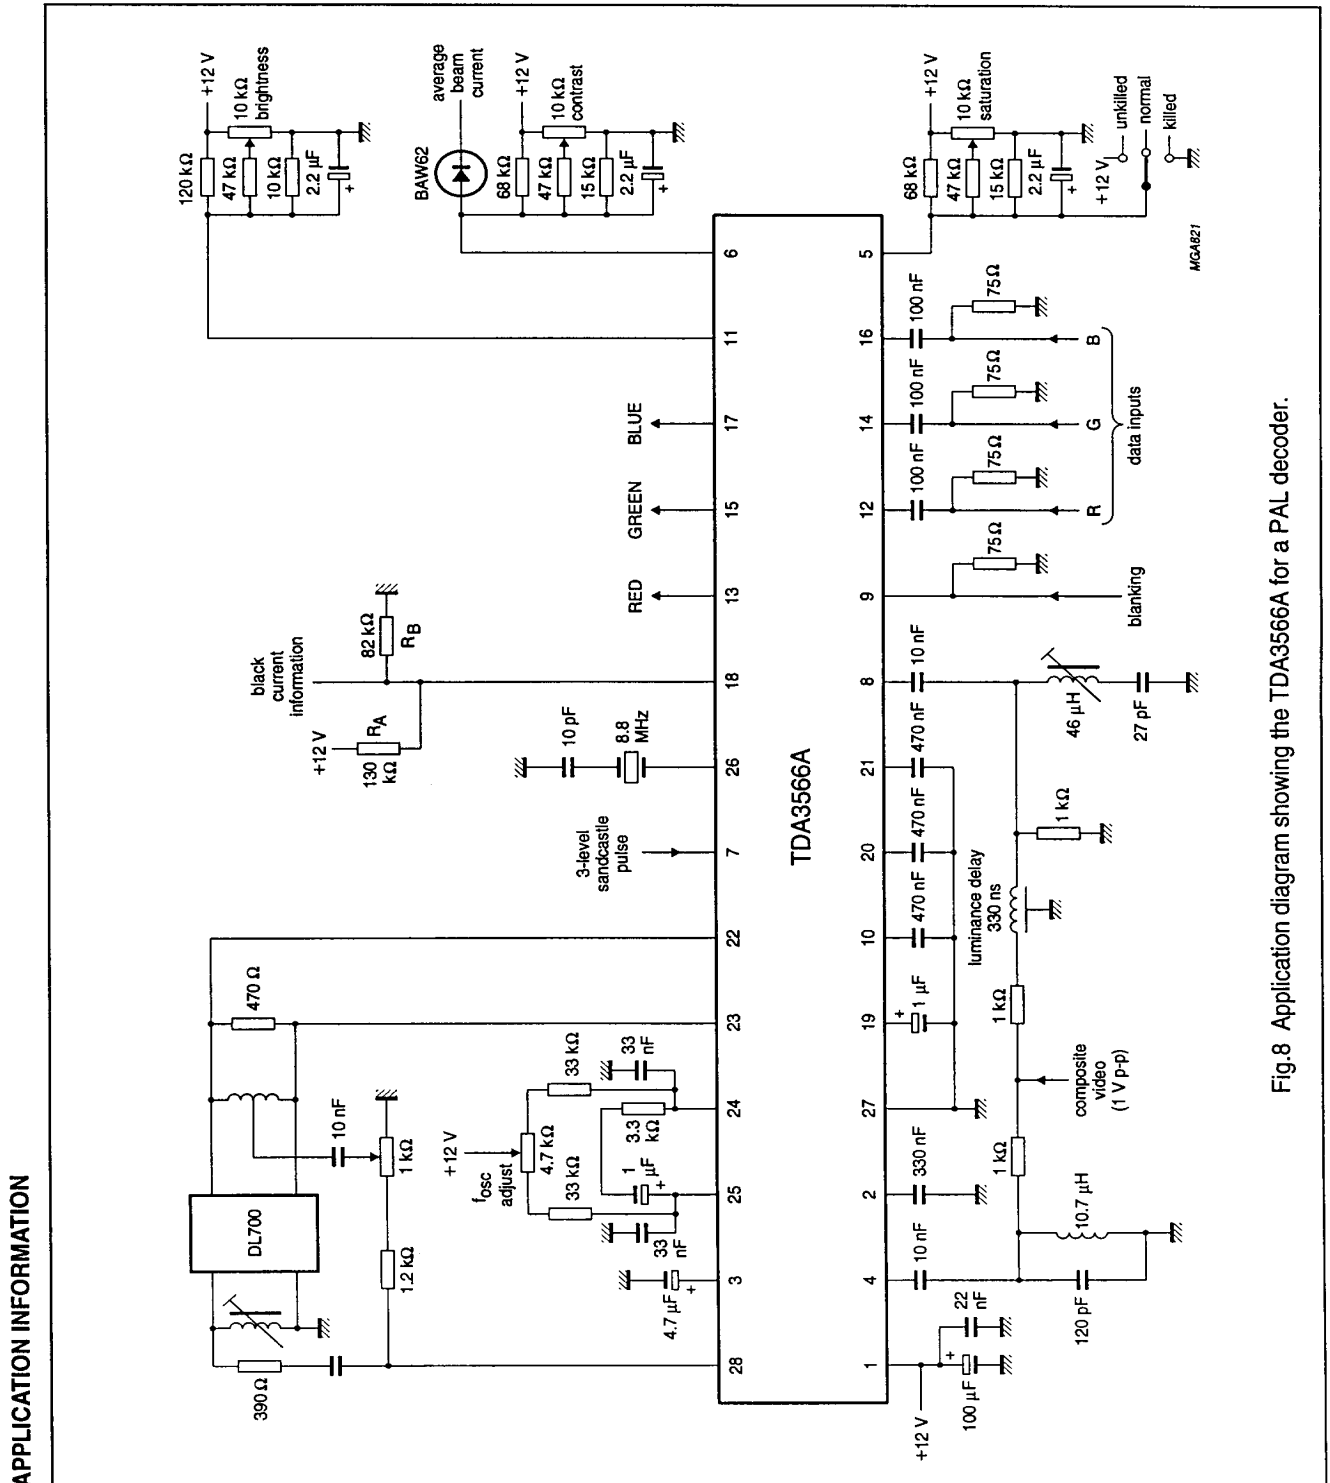 APPLICATION INFORMATION
+12 V
120 kΩ
10 kΩ
brightness
47 kΩ
10 kΩ
2.2 µF
+
average
beam
current
BAW62
+12 V
68 kΩ
10 kΩ
contrast
47 kΩ
15 kΩ
2.2 µF
+
+12 V
68 kΩ
10 kΩ
saturation
47 kΩ
15 kΩ
2.2 µF
+
+12 V
unkilled
normal
killed
MGA821
BLUE
GREEN
RED
black
current
information
82 kΩ
RB
+12 V
RA
130
kΩ
10 pF
8.8
MHz
3-level
sandcastle
pulse
470 Ω
10 nF
1 kΩ
DL700
1.2 kΩ
390 Ω
+12 V
fosc
adjust
4.7 kΩ
33 kΩ
33 kΩ
33
nF
3.3
kΩ
1
µF
+
33
nF
4.7 µF
+
28
3
25
24
23
22
7
26
18
13
15
17
11
6
TDA3566A
1
4
2
27
19
10
20
21
8
9
12
14
16
5
+12 V
100 µF
+
22
nF
10 nF
120 pF
10.7 µH
330 nF
1 kΩ
composite
video
(1 V p-p)
1 kΩ
+
1 µF
luminance delay
330 ns
470 nF
470 nF
470 nF
1 kΩ
10 nF
46 µH
27 pF
75 Ω
blanking
100 nF
75 Ω
R
100 nF
75 Ω
G
100 nF
75 Ω
B
data inputs
Fig.8 Application diagram showing the TDA3566A for a PAL decoder.